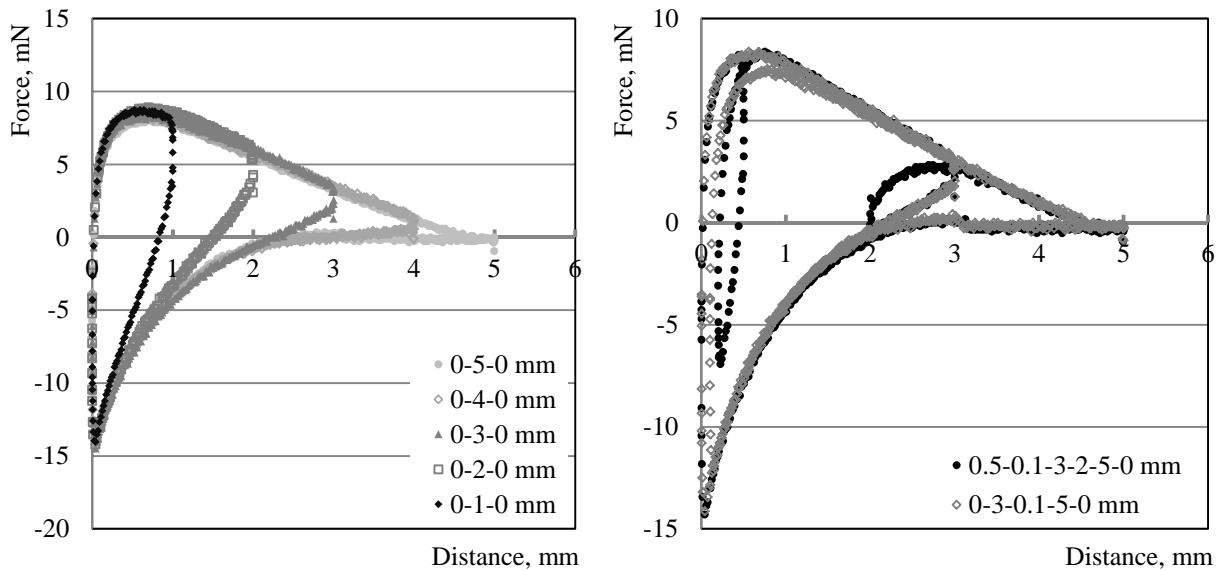 Force, mN
15
10
5
0
-5
-10
-15
-20
0 1 2 3 4 5 6
0-5-0 mm
0-4-0 mm
0-3-0 mm
0-2-0 mm
0-1-0 mm
Distance, mm
Force, mN
10
5
0
-5
-10
-15
0 1 2 3 4 5 6
0.5-0.1-3-2-5-0 mm
0-3-0.1-5-0 mm
Distance, mm